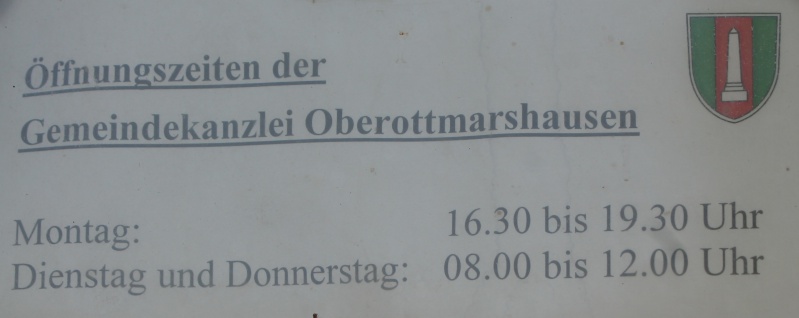 Öffnungszeiten der
Gemeindekanzlei Oberottmarshausen
Montag: 16.30 bis 19.30 Uhr
Dienstag und Donnerstag: 08.00 bis 12.00 Uhr